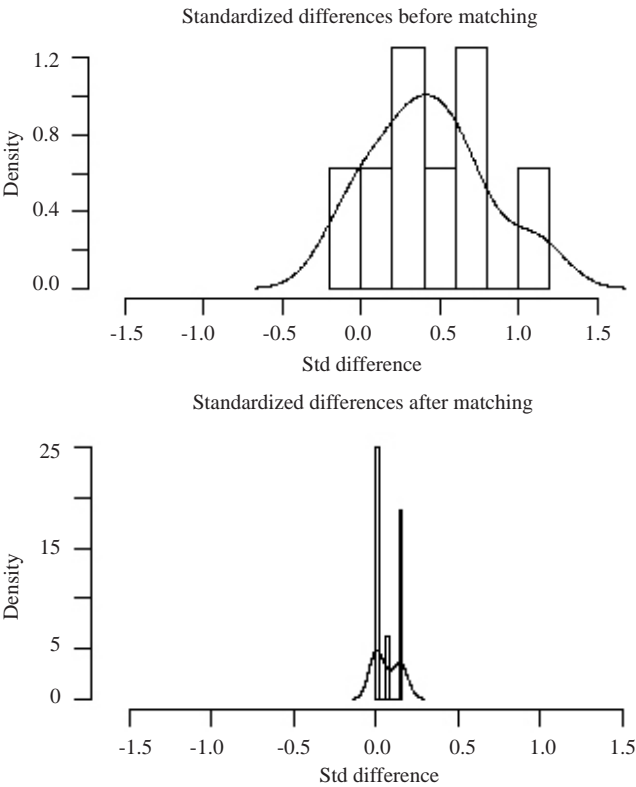 Standardized differences before matching
1.2
0.8
0.4
0.0
Density
-1.5 -1.0 -0.5 0.0 0.5 1.0 1.5
Std difference
Standardized differences after matching
25
15
5
0
Density
-1.5 -1.0 -0.5 0.0 0.5 1.0 1.5
Std difference